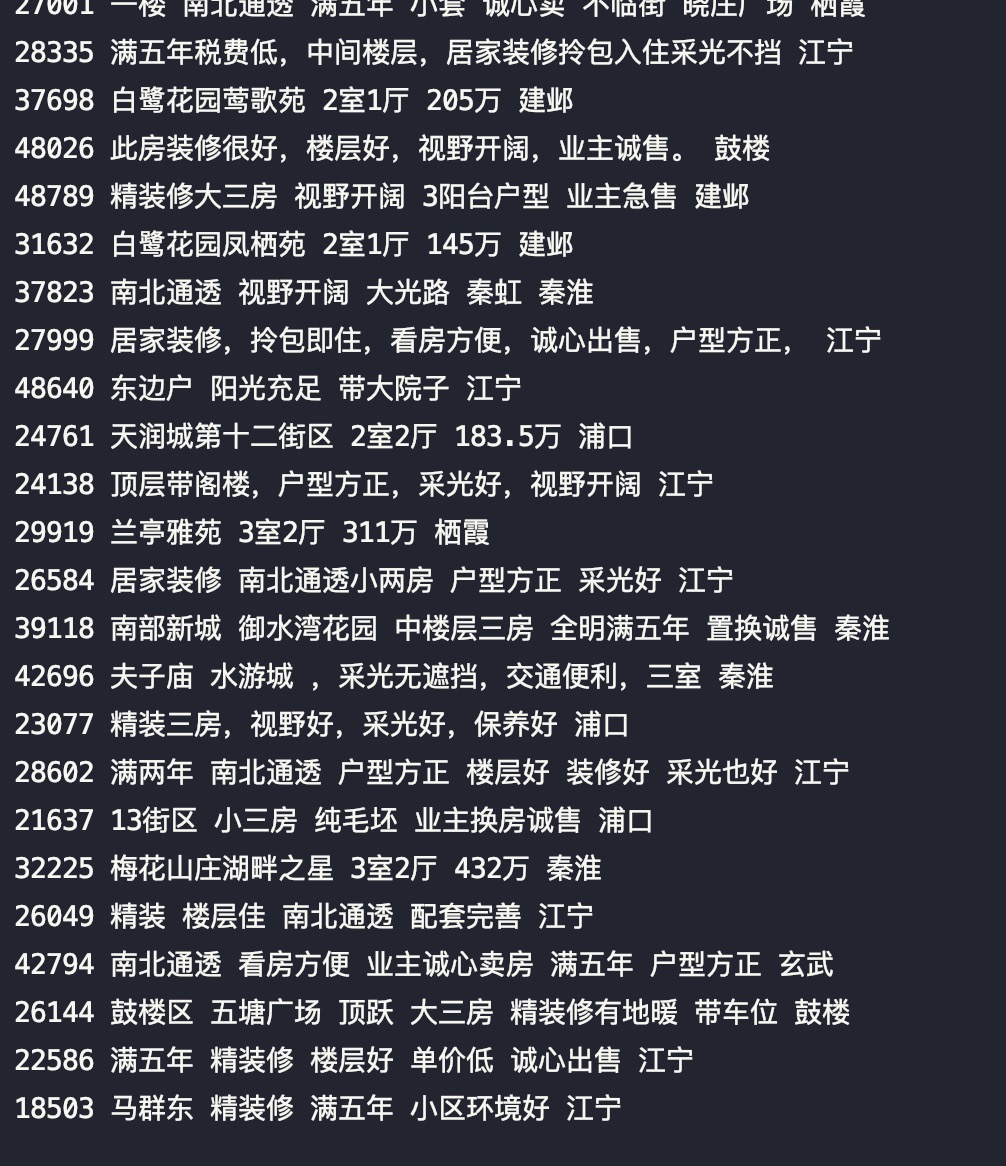 27001 一楼 南北通透 满五年 小套 诚心卖 不临街 晓庄广场 栖霞
28335 满五年税费低，中间楼层，居家装修拎包入住采光不挡 江宁
37698 白鹭花园莺歌苑 2室1厅 205万 建邺
48026 此房装修很好，楼层好，视野开阔，业主诚售。 鼓楼
48789 精装修大三房 视野开阔 3阳台户型 业主急售 建邺
31632 白鹭花园凤栖苑 2室1厅 145万 建邺
37823 南北通透 视野开阔 大光路 秦虹 秦淮
27999 居家装修，拎包即住，看房方便，诚心出售，户型方正， 江宁
48640 东边户 阳光充足 带大院子 江宁
24761 天润城第十二街区 2室2厅 183.5万 浦口
24138 顶层带阁楼，户型方正，采光好，视野开阔 江宁
29919 兰亭雅苑 3室2厅 311万 栖霞
26584 居家装修 南北通透小两房 户型方正 采光好 江宁
39118 南部新城 御水湾花园 中楼层三房 全明满五年 置换诚售 秦淮
42696 夫子庙 水游城 ，采光无遮挡，交通便利，三室 秦淮
23077 精装三房，视野好，采光好，保养好 浦口
28602 满两年 南北通透 户型方正 楼层好 装修好 采光也好 江宁
21637 13街区 小三房 纯毛坯 业主换房诚售 浦口
32225 梅花山庄湖畔之星 3室2厅 432万 秦淮
26049 精装 楼层佳 南北通透 配套完善 江宁
42794 南北通透 看房方便 业主诚心卖房 满五年 户型方正 玄武
26144 鼓楼区 五塘广场 顶跃 大三房 精装修有地暖 带车位 鼓楼
22586 满五年 精装修 楼层好 单价低 诚心出售 江宁
18503 马群东 精装修 满五年 小区环境好 江宁